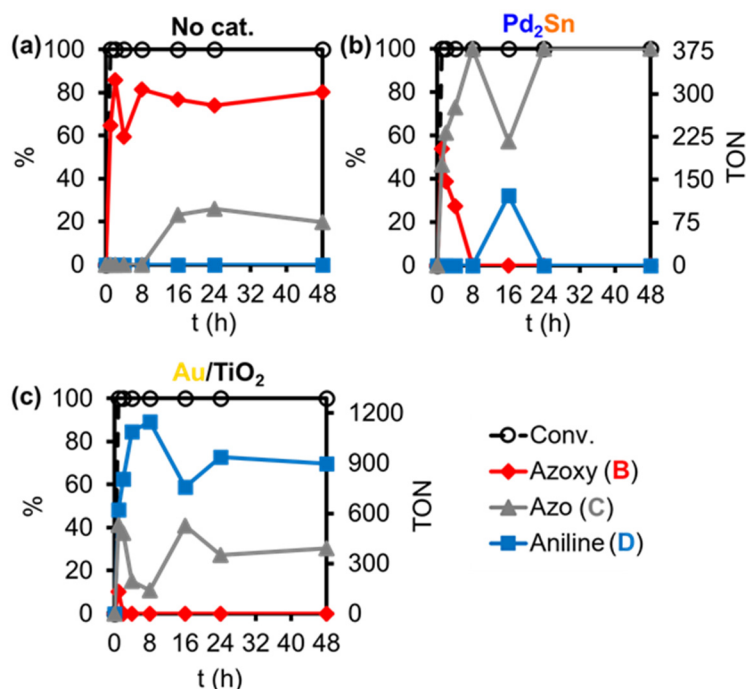 (a) No cat.
100
80
60
40
20
0
%
0 8 16 24 32 40 48
t (h)
(b) Pd₂Sn
100
80
60
40
20
0
%
375
300
225
150
75
0
TON
0 8 16 24 32 40 48
t (h)
(c) Au/TiO₂
100
80
60
40
20
0
%
1200
900
600
300
0
TON
0 8 16 24 32 40 48
t (h)
Conv.
Azoxy (B)
Azo (C)
Aniline (D)